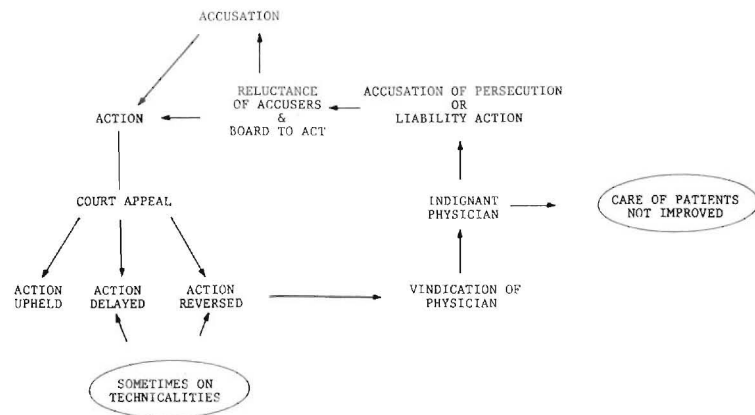 ACCUSATION
RELUCTANCE
OF ACCUSERS
&
BOARD TO ACT
ACCUSATION OF PERSECUTION
OR
LIABILITY ACTION
ACTION
COURT APPEAL
INDIGNANT
PHYSICIAN
CARE OF PATIENTS
NOT IMPROVED
ACTION
UPHELD
ACTION
DELAYED
ACTION
REVERSED
VINDICATION OF
PHYSICIAN
SOMETIMES ON
TECHNICALITIES